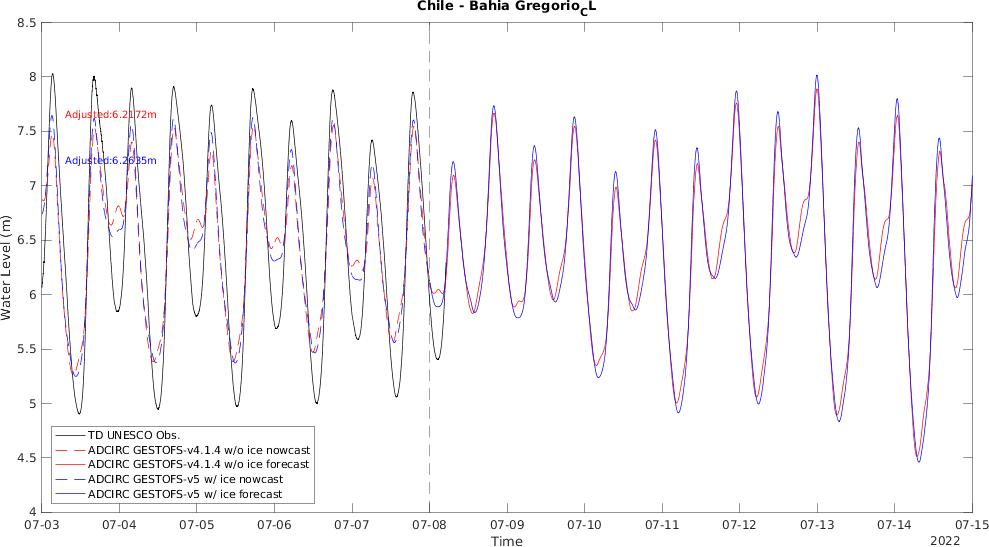 Chile - Bahia Gregorio_CL
8.5
8
7.5
7
6.5
6
5.5
5
4.5
4
Water Level (m)
Adjusted:6.2172m
Adjusted:6.2635m
TD UNESCO Obs.
ADCIRC GESTOFS-v4.1.4 w/o ice nowcast
ADCIRC GESTOFS-v4.1.4 w/o ice forecast
ADCIRC GESTOFS-v5 w/ ice nowcast
ADCIRC GESTOFS-v5 w/ ice forecast
07-03 07-04 07-05 07-06 07-07 07-08 07-09 07-10 07-11 07-12 07-13 07-14 07-15
Time
2022